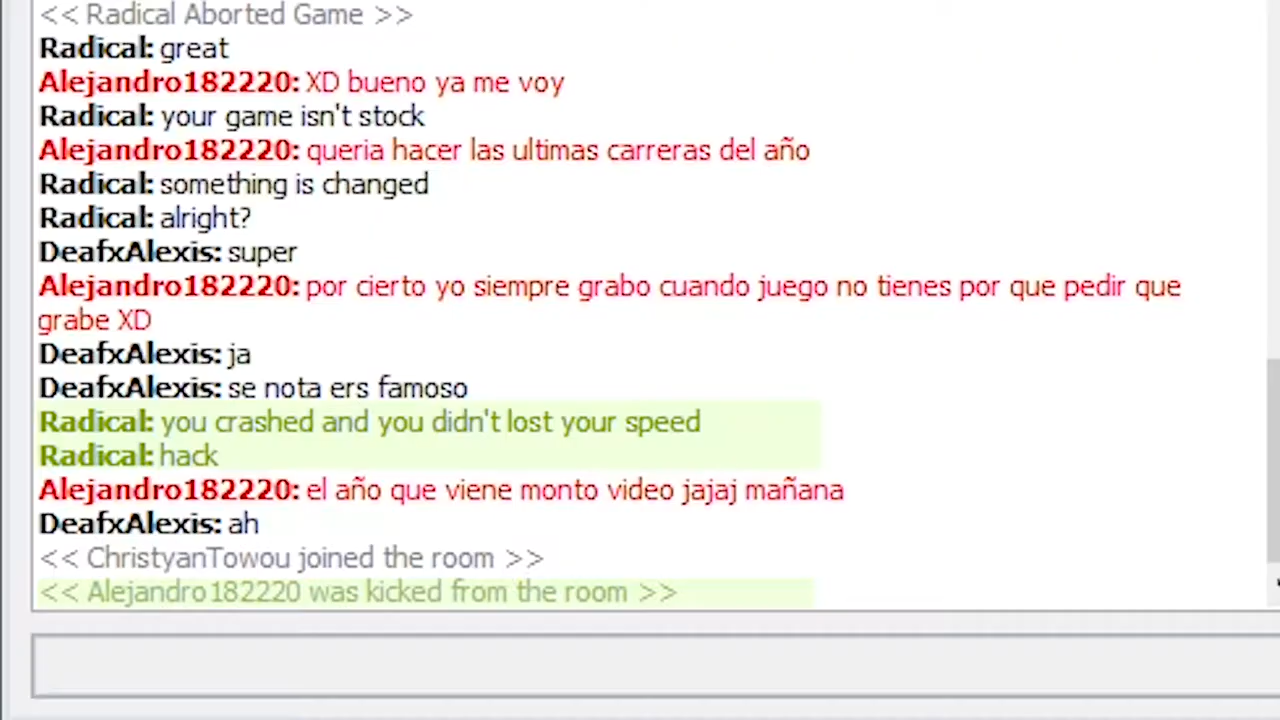 << Radical Aborted Game >>
Radical: great
Alejandro182220: XD bueno ya me voy
Radical: your game isn't stock
Alejandro182220: queria hacer las ultimas carreras del año
Radical: something is changed
Radical: alright?
DeafxAlexis: super
Alejandro182220: por cierto yo siempre grabo cuando juego no tienes por que pedir que
grabe XD
DeafxAlexis: ja
DeafxAlexis: se nota ers famoso
Radical: you crashed and you didn't lost your speed
Radical: hack
Alejandro182220: el año que viene monto video jajaj mañana
DeafxAlexis: ah
<< ChristyanTowou joined the room >>
<< Alejandro182220 was kicked from the room >>